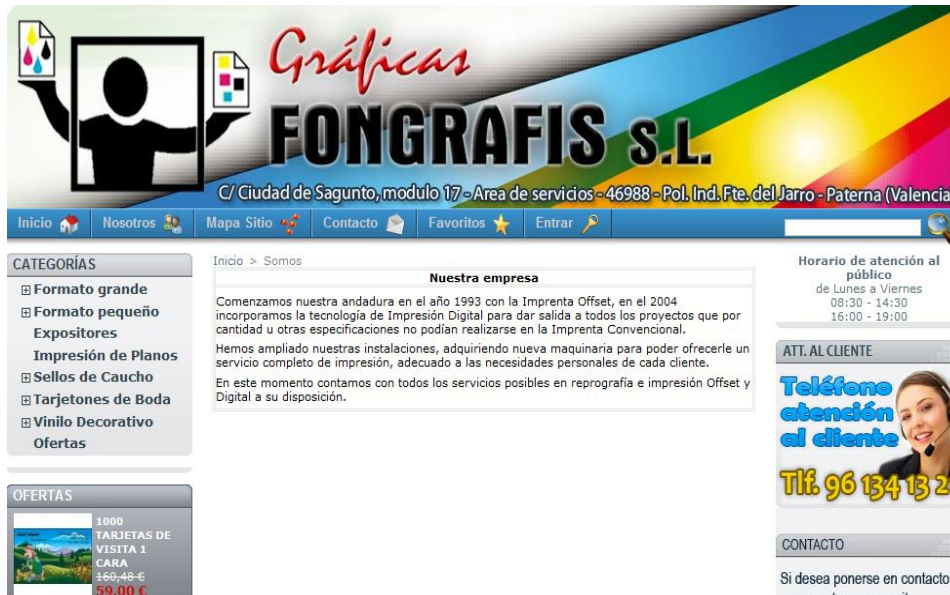 Gráficas
FONGRAFIS S.L.
C/ Ciudad de Sagunto, modulo 17 - Area de servicios - 46988 - Pol. Ind. Fte. del Jarro - Paterna (Valencia
Inicio
Nosotros
Mapa Sitio
Contacto
Favoritos
Entrar
CATEGORÍAS
Formato grande
Formato pequeño
Expositores
Impresión de Planos
Sellos de Caucho
Tarjetones de Boda
Vinilo Decorativo
Ofertas
OFERTAS
1000
TARJETAS DE
VISITA 1
CARA
160,48 €
59.00 €
Inicio > Somos
Nuestra empresa
Comenzamos nuestra andadura en el año 1993 con la Imprenta Offset, en el 2004
incorporamos la tecnología de Impresión Digital para dar salida a todos los proyectos que por
cantidad u otras especificaciones no podían realizarse en la Imprenta Convencional.
Hemos ampliado nuestras instalaciones, adquiriendo nueva maquinaria para poder ofrecerle un
servicio completo de impresión, adecuado a las necesidades personales de cada cliente.
En este momento contamos con todos los servicios posibles en reprografía e impresión Offset y
Digital a su disposición.
Horario de atención al
público
de Lunes a Viernes
08:30 - 14:30
16:00 - 19:00
ATT. AL CLIENTE
Teléfono
atención
al cliente
Tlf. 96 134 13 2
CONTACTO
Si desea ponerse en contacto